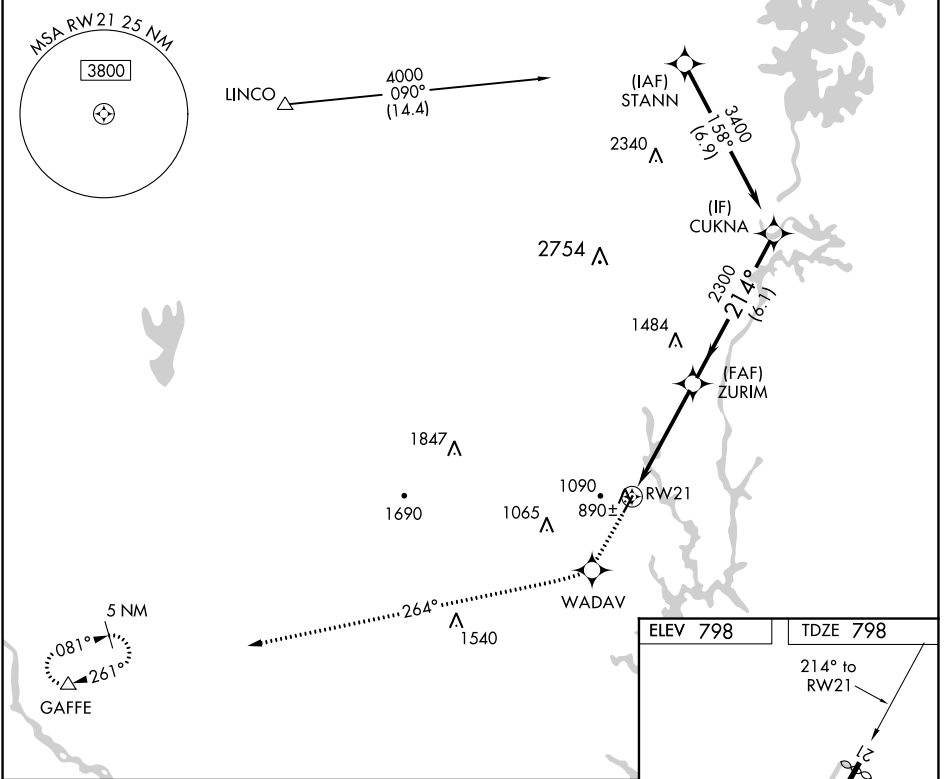 MSA RW21 25 NM
3800
LINCO
4000
090°
(14.4)
(IAF)
STANN
3400
158°
(6.9)
2340
(IF)
CUKNA
2754
2300
214°
(6.1)
1484
(FAF)
ZURIM
1847
1690
1090
RW21
890±
1065
WADAV
264°
1540
5 NM
081°
261°
GAFFE
ELEV 798
TDZE 798
214° to
RW21
21